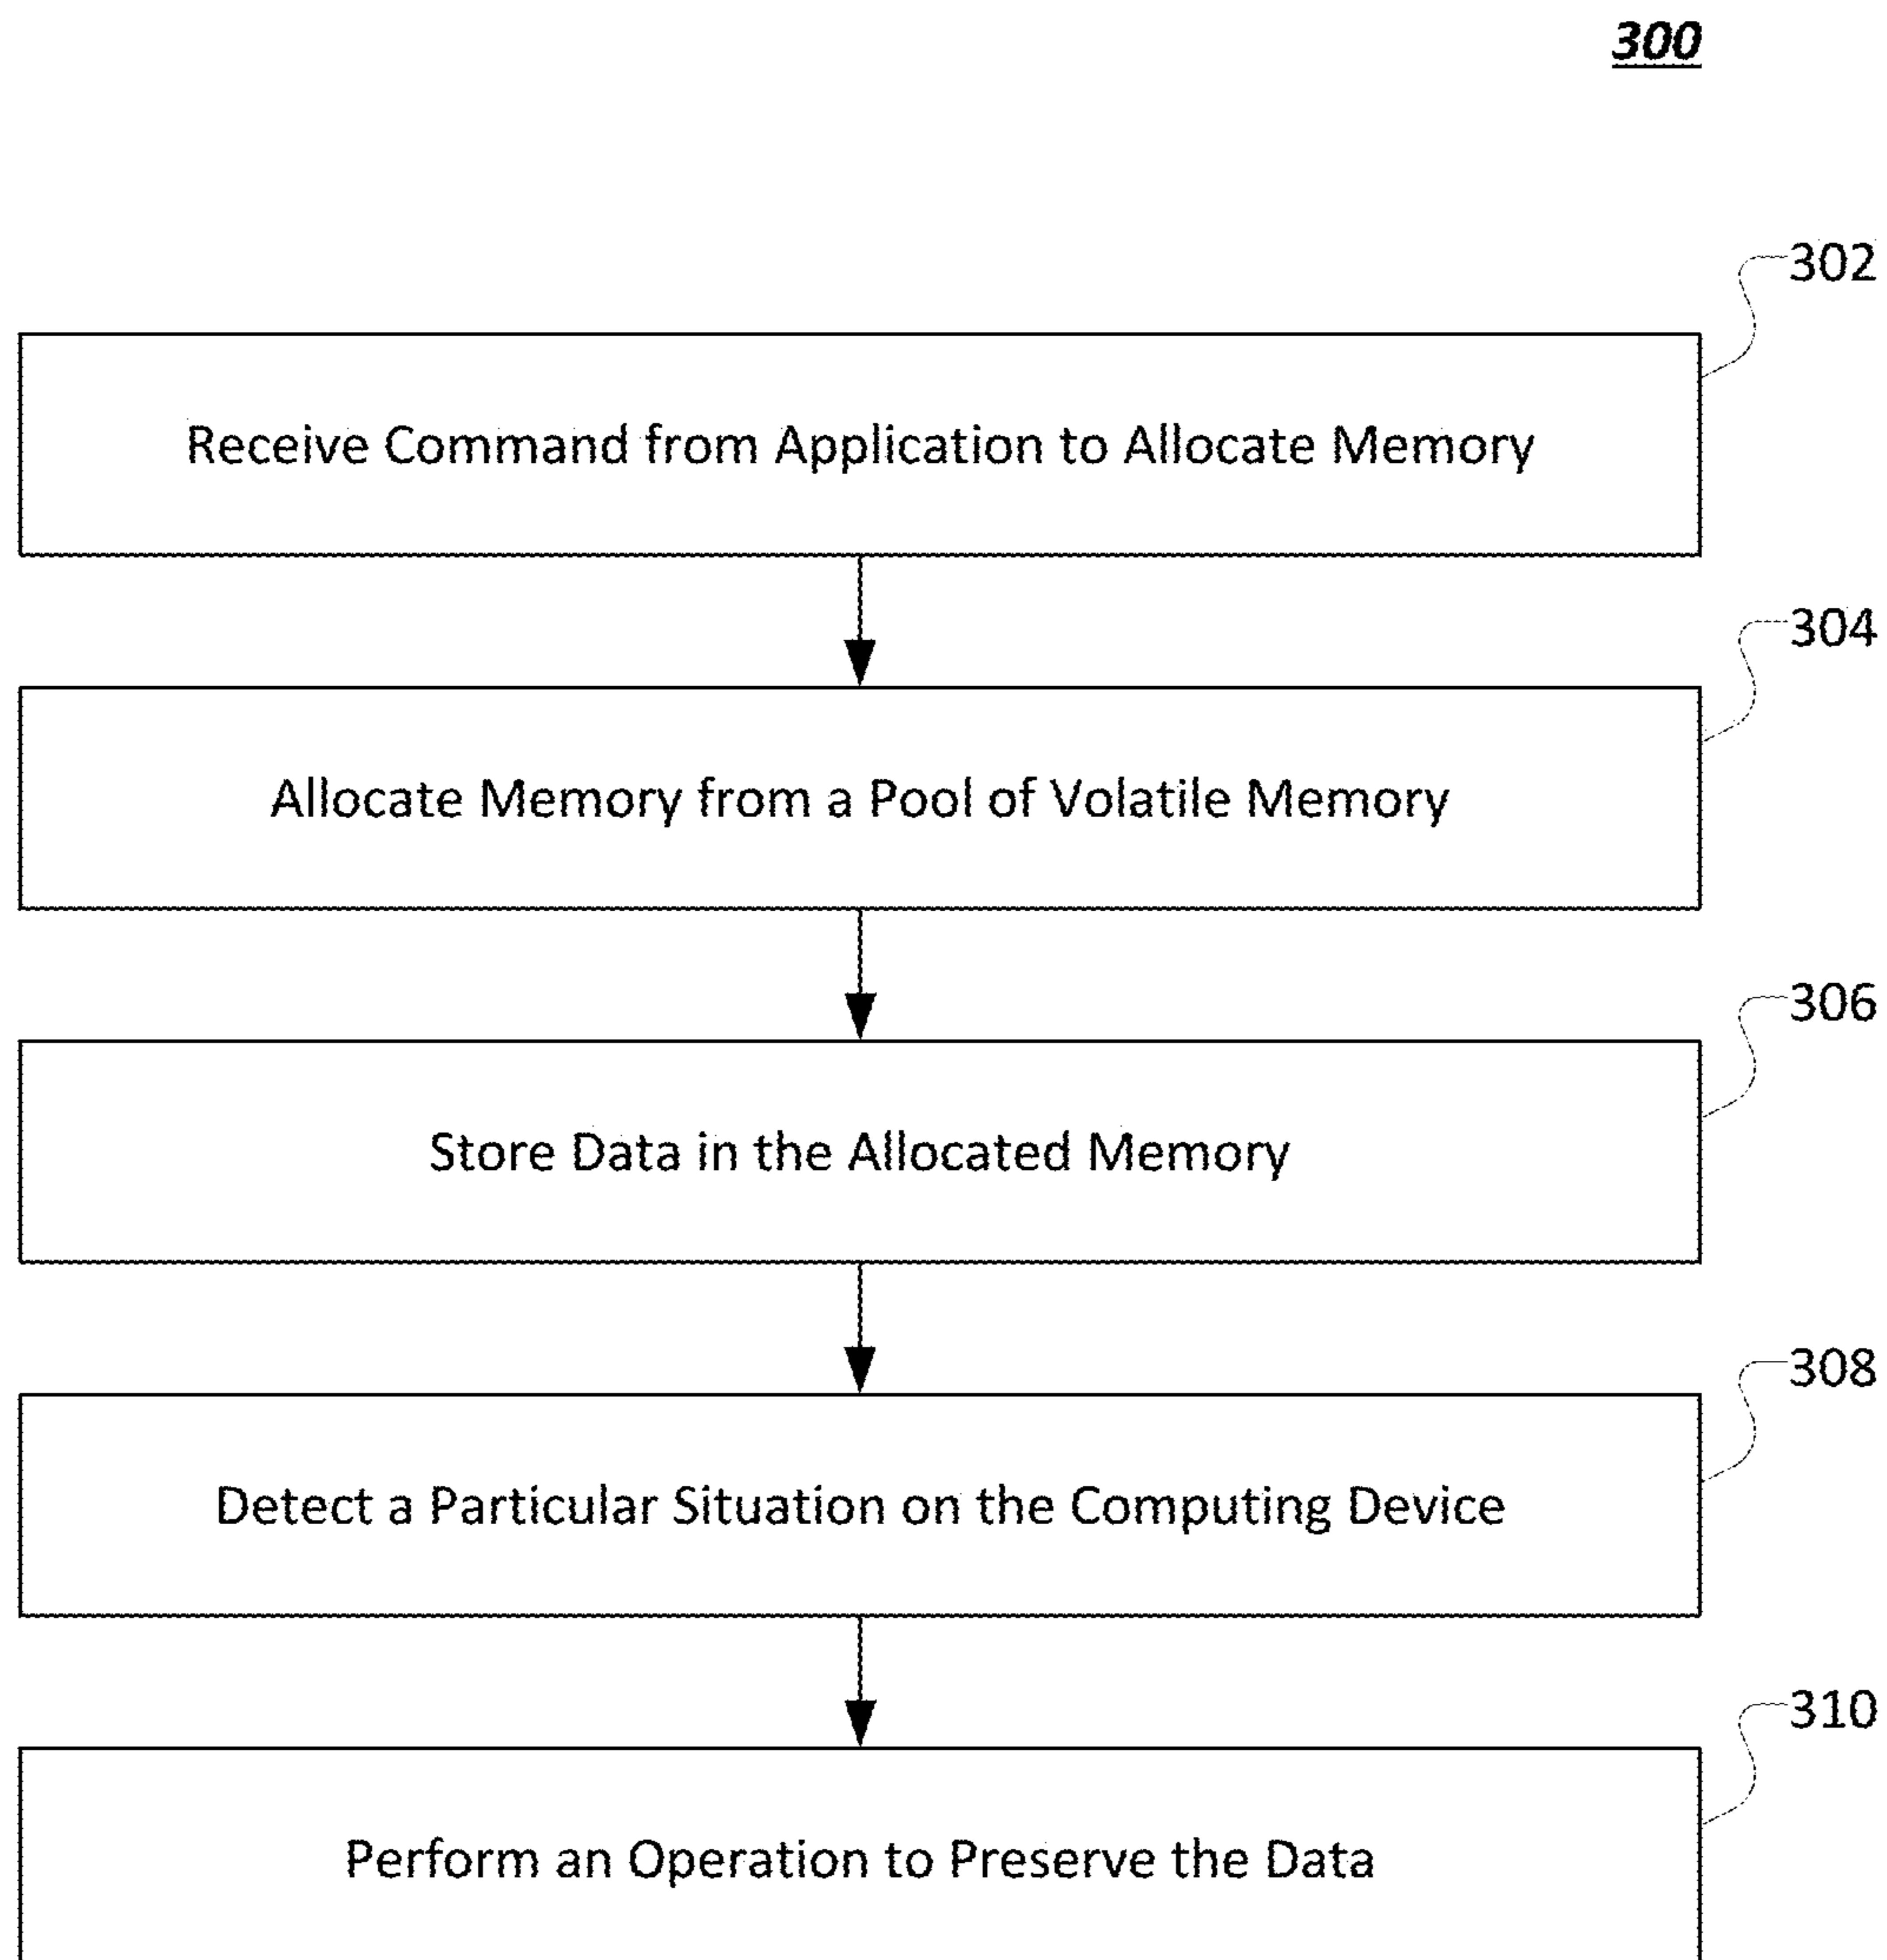 300
302
Receive Command from Application to Allocate Memory
304
Allocate Memory from a Pool of Volatile Memory
306
Store Data in the Allocated Memory
308
Detect a Particular Situation on the Computing Device
310
Perform an Operation to Preserve the Data